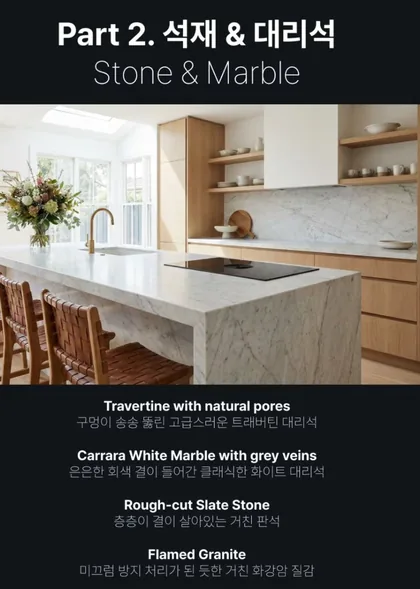 Part 2. 석재 & 대리석
Stone & Marble
Travertine with natural pores
구멍이 송송 뚫린 고급스러운 트래버틴 대리석
Carrara White Marble with grey veins
은은한 회색 결이 들어간 클래식한 화이트 대리석
Rough-cut Slate Stone
층층이 결이 살아있는 거친 판석
Flamed Granite
미끄럼 방지 처리가 된 듯한 거친 화강암 질감